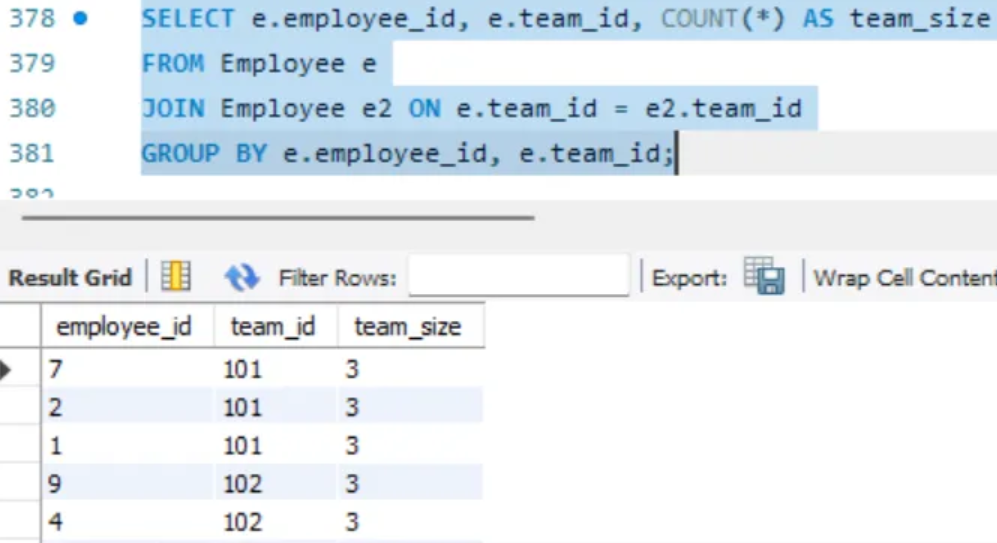 378 SELECT e.employee_id, e.team_id, COUNT(*) AS team_size
379 FROM Employee e
380 JOIN Employee e2 ON e.team_id = e2.team_id
381 GROUP BY e.employee_id, e.team_id;
382
Result Grid Filter Rows: Export: Wrap Cell Content
employee_id team_id team_size
7 101 3
2 101 3
1 101 3
9 102 3
4 102 3